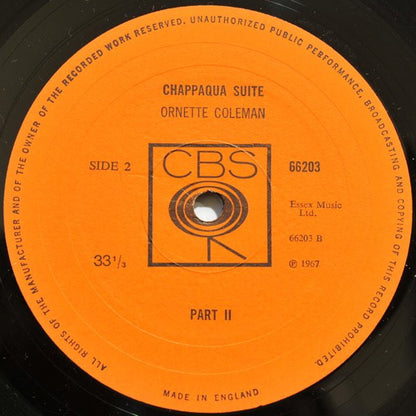 ALL RIGHTS OF THE MANUFACTURER AND OF THE OWNER OF THE RECORDED WORK RESERVED. UNAUTHORIZED PUBLIC PERFORMANCE, BROADCASTING AND COPYING OF THIS RECORD PROHIBITED.
CHAPPAQUA SUITE
ORNETTE COLEMAN
SIDE 2
CBS
66203
Essex Music
Ltd.
66203 B
33 1/3
℗ 1967
PART II
MADE IN ENGLAND